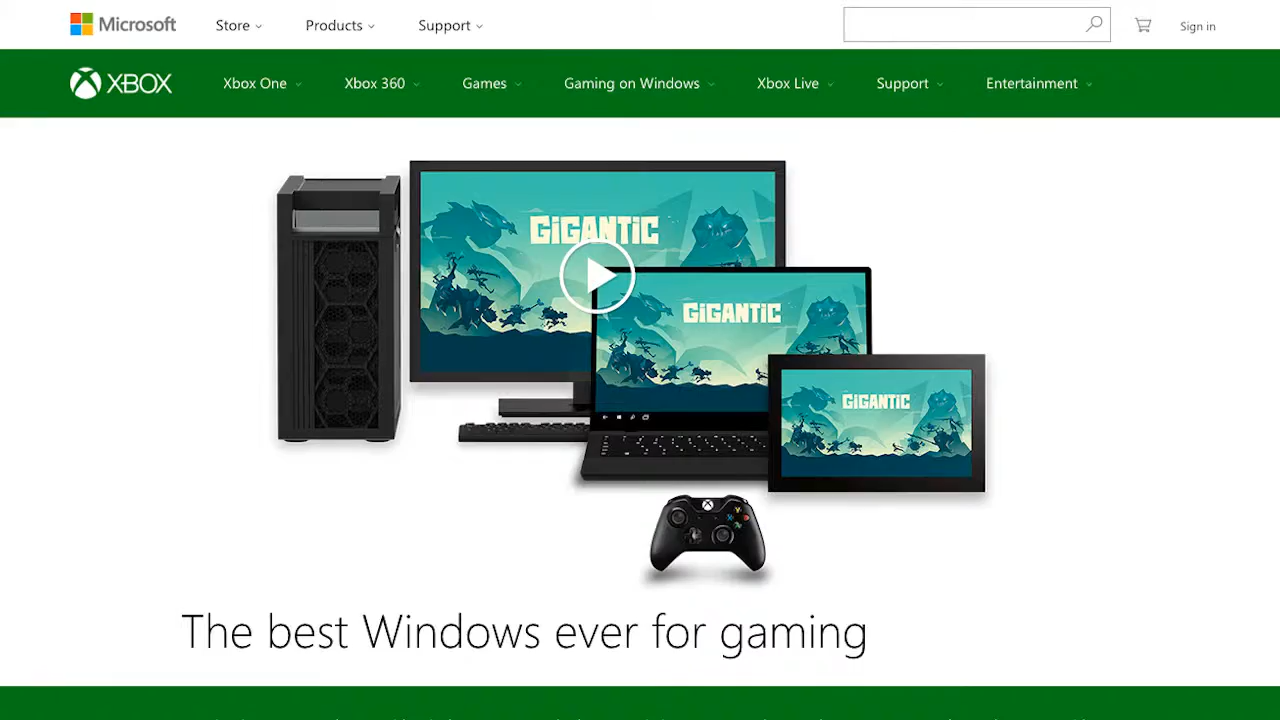 Microsoft Store Products Support Sign in
XBOX Xbox One Xbox 360 Games Gaming on Windows Xbox Live Support Entertainment
GiGANTiC
GiGANTiC
GiGANTiC
The best Windows ever for gaming